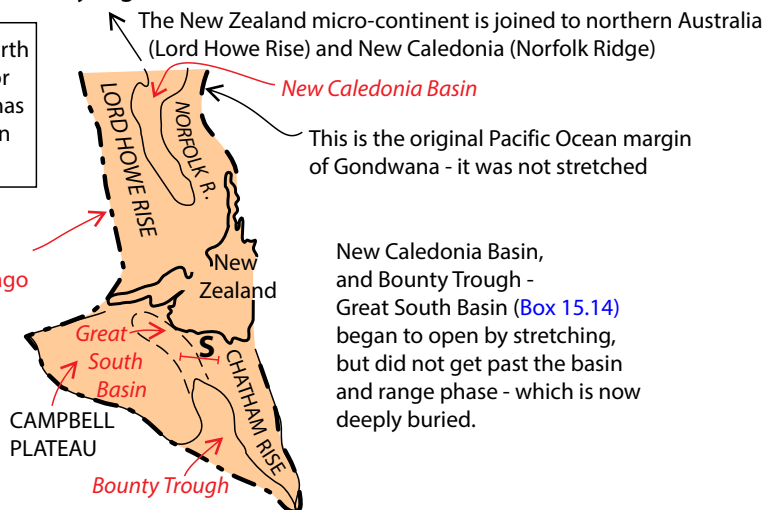 The New Zealand micro-continent is joined to northern Australia
(Lord Howe Rise) and New Caledonia (Norfolk Ridge)
New Caledonia Basin
This is the original Pacific Ocean margin
of Gondwana - it was not stretched
LORD HOWE RISE
NORFOLK R.
New
Zealand
New Caledonia Basin,
and Bounty Trough -
Great South Basin (Box 15.14)
began to open by stretching,
but did not get past the basin
and range phase - which is now
deeply buried.
Great
South
Basin
S
CHATHAM RISE
CAMPBELL
PLATEAU
Bounty Trough